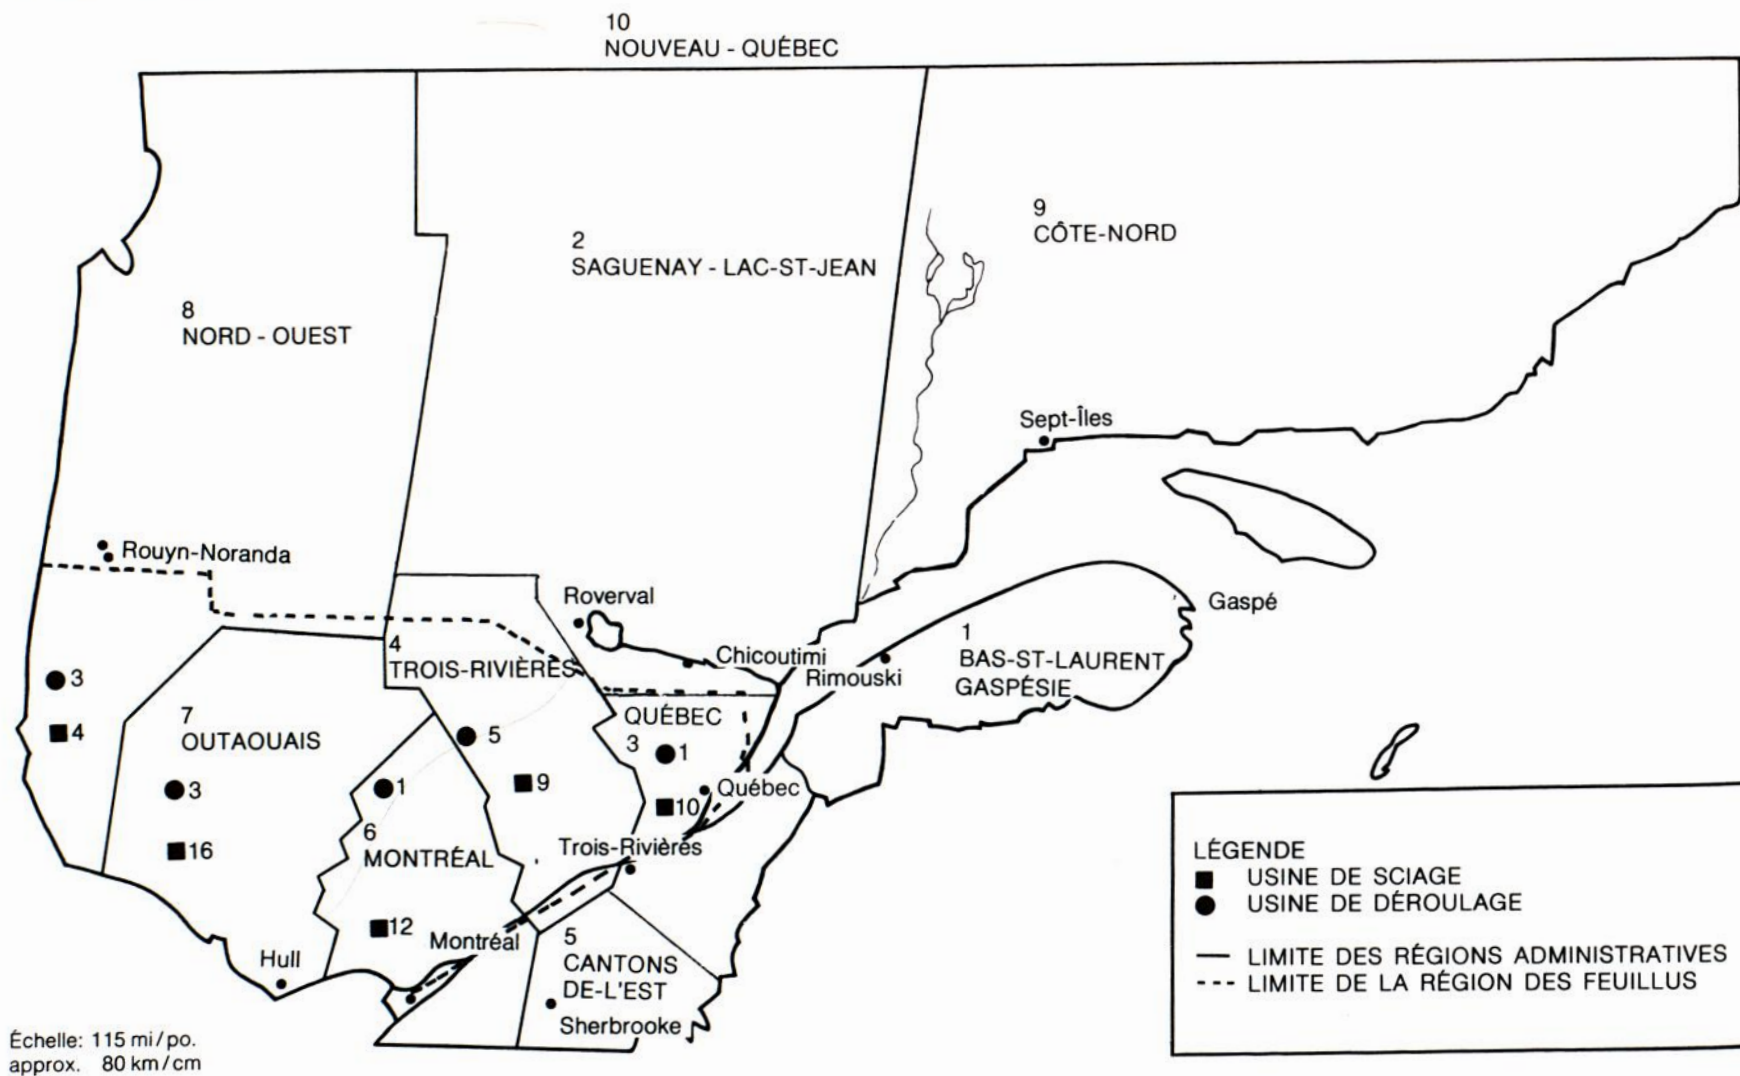 10
NOUVEAU - QUÉBEC
9
CÔTE-NORD
2
SAGUENAY - LAC-ST-JEAN
8
NORD - OUEST
Sept-Îles
Rouyn-Noranda
Roverval
Gaspé
4
TROIS-RIVIÈRES
Chicoutimi
Rimouski
1
BAS-ST-LAURENT
GASPÉSIE
3
4
7
OUTAOUAIS
3
16
5
9
QUÉBEC
3
1
Québec
10
1
6
MONTRÉAL
12
Trois-Rivières
Montréal
Hull
5
CANTONS
DE-L'EST
Sherbrooke
LÉGENDE
USINE DE SCIAGE
USINE DE DÉROULAGE
LIMITE DES RÉGIONS ADMINISTRATIVES
LIMITE DE LA RÉGION DES FEUILLUS
Échelle: 115 mi/po.
approx. 80 km/cm